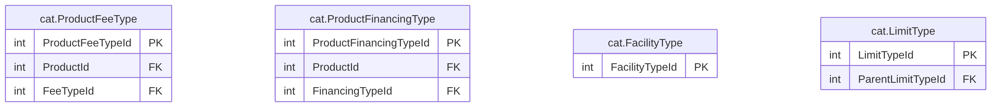 cat.ProductFeeType
int ProductFeeTypeId PK
int ProductId FK
int FeeTypeId FK
cat.ProductFinancingType
int ProductFinancingTypeId PK
int ProductId FK
int FinancingTypeId FK
cat.FacilityType
int FacilityTypeId PK
cat.LimitType
int LimitTypeId PK
int ParentLimitTypeId FK